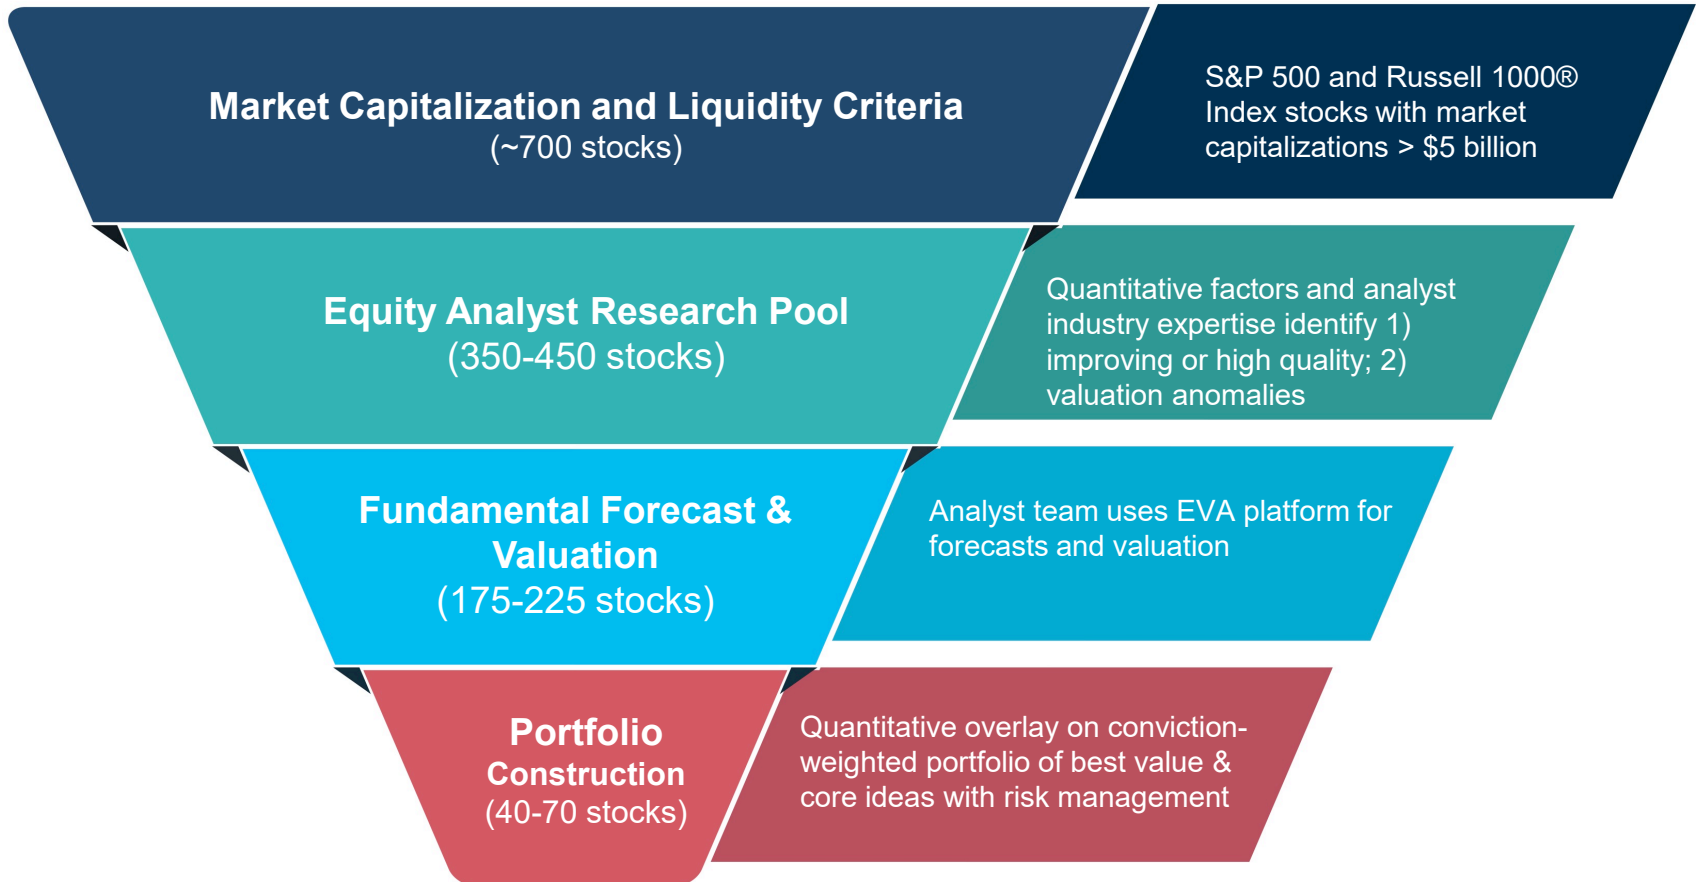 Market Capitalization and Liquidity Criteria
(~700 stocks)
S&P 500 and Russell 1000®
Index stocks with market
capitalizations > $5 billion
Equity Analyst Research Pool
(350-450 stocks)
Quantitative factors and analyst
industry expertise identify 1)
improving or high quality; 2)
valuation anomalies
Fundamental Forecast &
Valuation
(175-225 stocks)
Analyst team uses EVA platform for
forecasts and valuation
Portfolio
Construction
(40-70 stocks)
Quantitative overlay on conviction-
weighted portfolio of best value &
core ideas with risk management